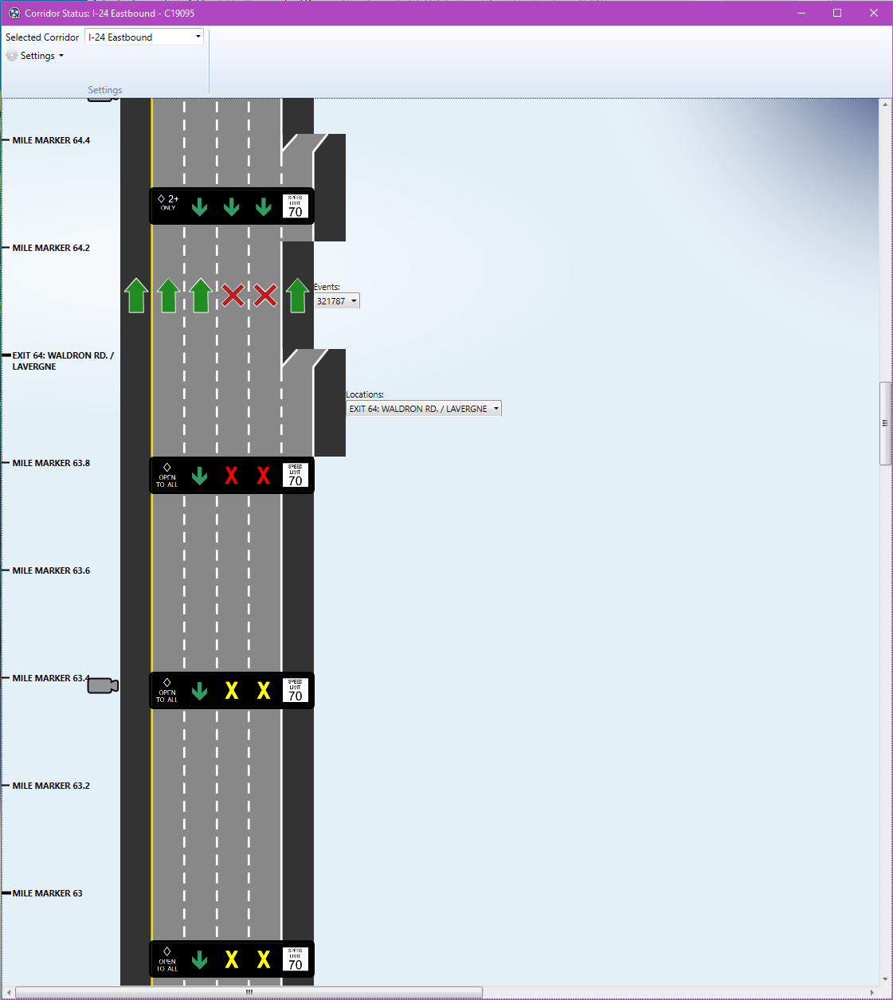 Corridor Status: I-24 Eastbound - C19095
Selected Corridor I-24 Eastbound
Settings
Settings
MILE MARKER 64.4
2+
ONLY
SPEED
LIMIT
70
MILE MARKER 64.2
Events:
321787
EXIT 64: WALDRON RD. /
LAVERGNE
Locations:
EXIT 64: WALDRON RD. / LAVERGNE
MILE MARKER 63.8
OPEN
TO ALL
X X
SPEED
LIMIT
70
MILE MARKER 63.6
MILE MARKER 63.4
OPEN
TO ALL
X X
SPEED
LIMIT
70
MILE MARKER 63.2
MILE MARKER 63
OPEN
TO ALL
X X
SPEED
LIMIT
70